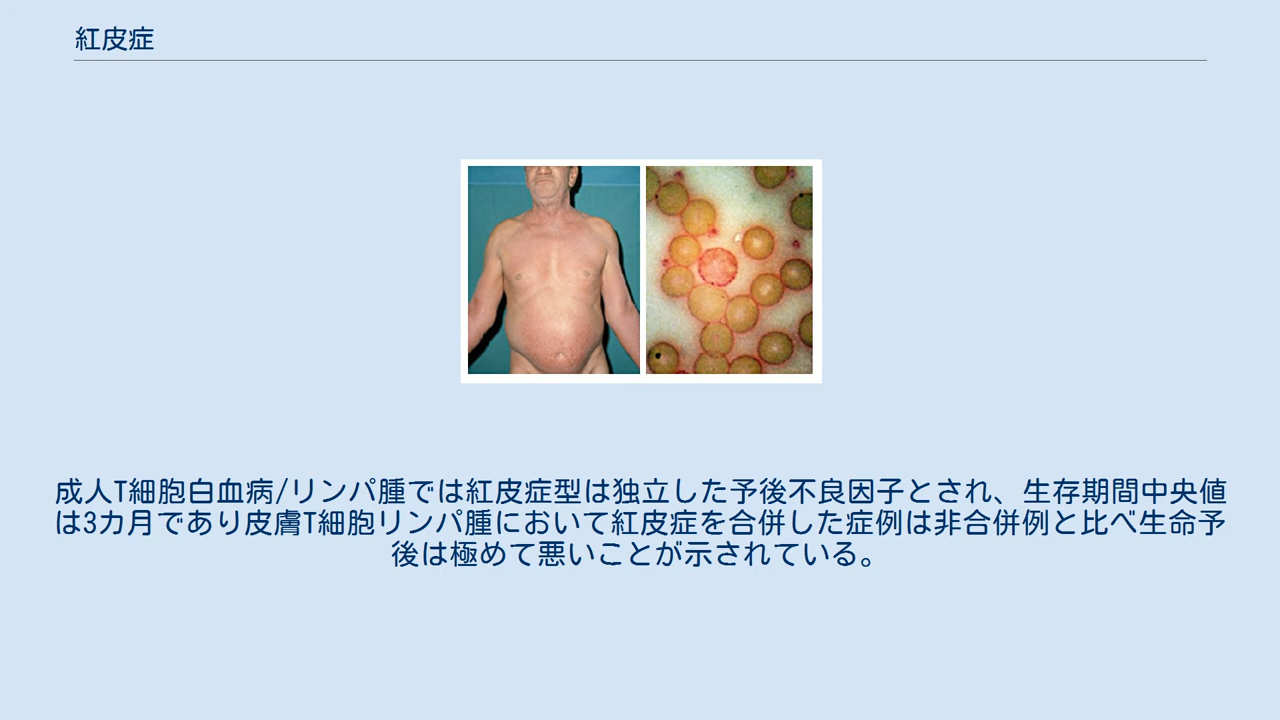 紅皮症
成人T細胞白血病/リンパ腫では紅皮症型は独立した予後不良因子とされ、生存期間中央値
は3カ月であり皮膚T細胞リンパ腫において紅皮症を合併した症例は非合併例と比べ生命予
後は極めて悪いことが示されている。